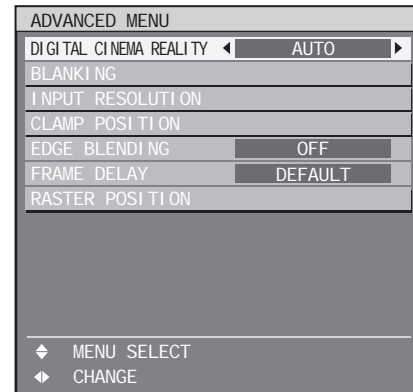 ADVANCED MENU
DIGITAL CINEMA REALITY AUTO
BLANKING
INPUT RESOLUTION
CLAMP POSITION
EDGE BLENDING OFF
FRAME DELAY DEFAULT
RASTER POSITION
MENU SELECT
CHANGE